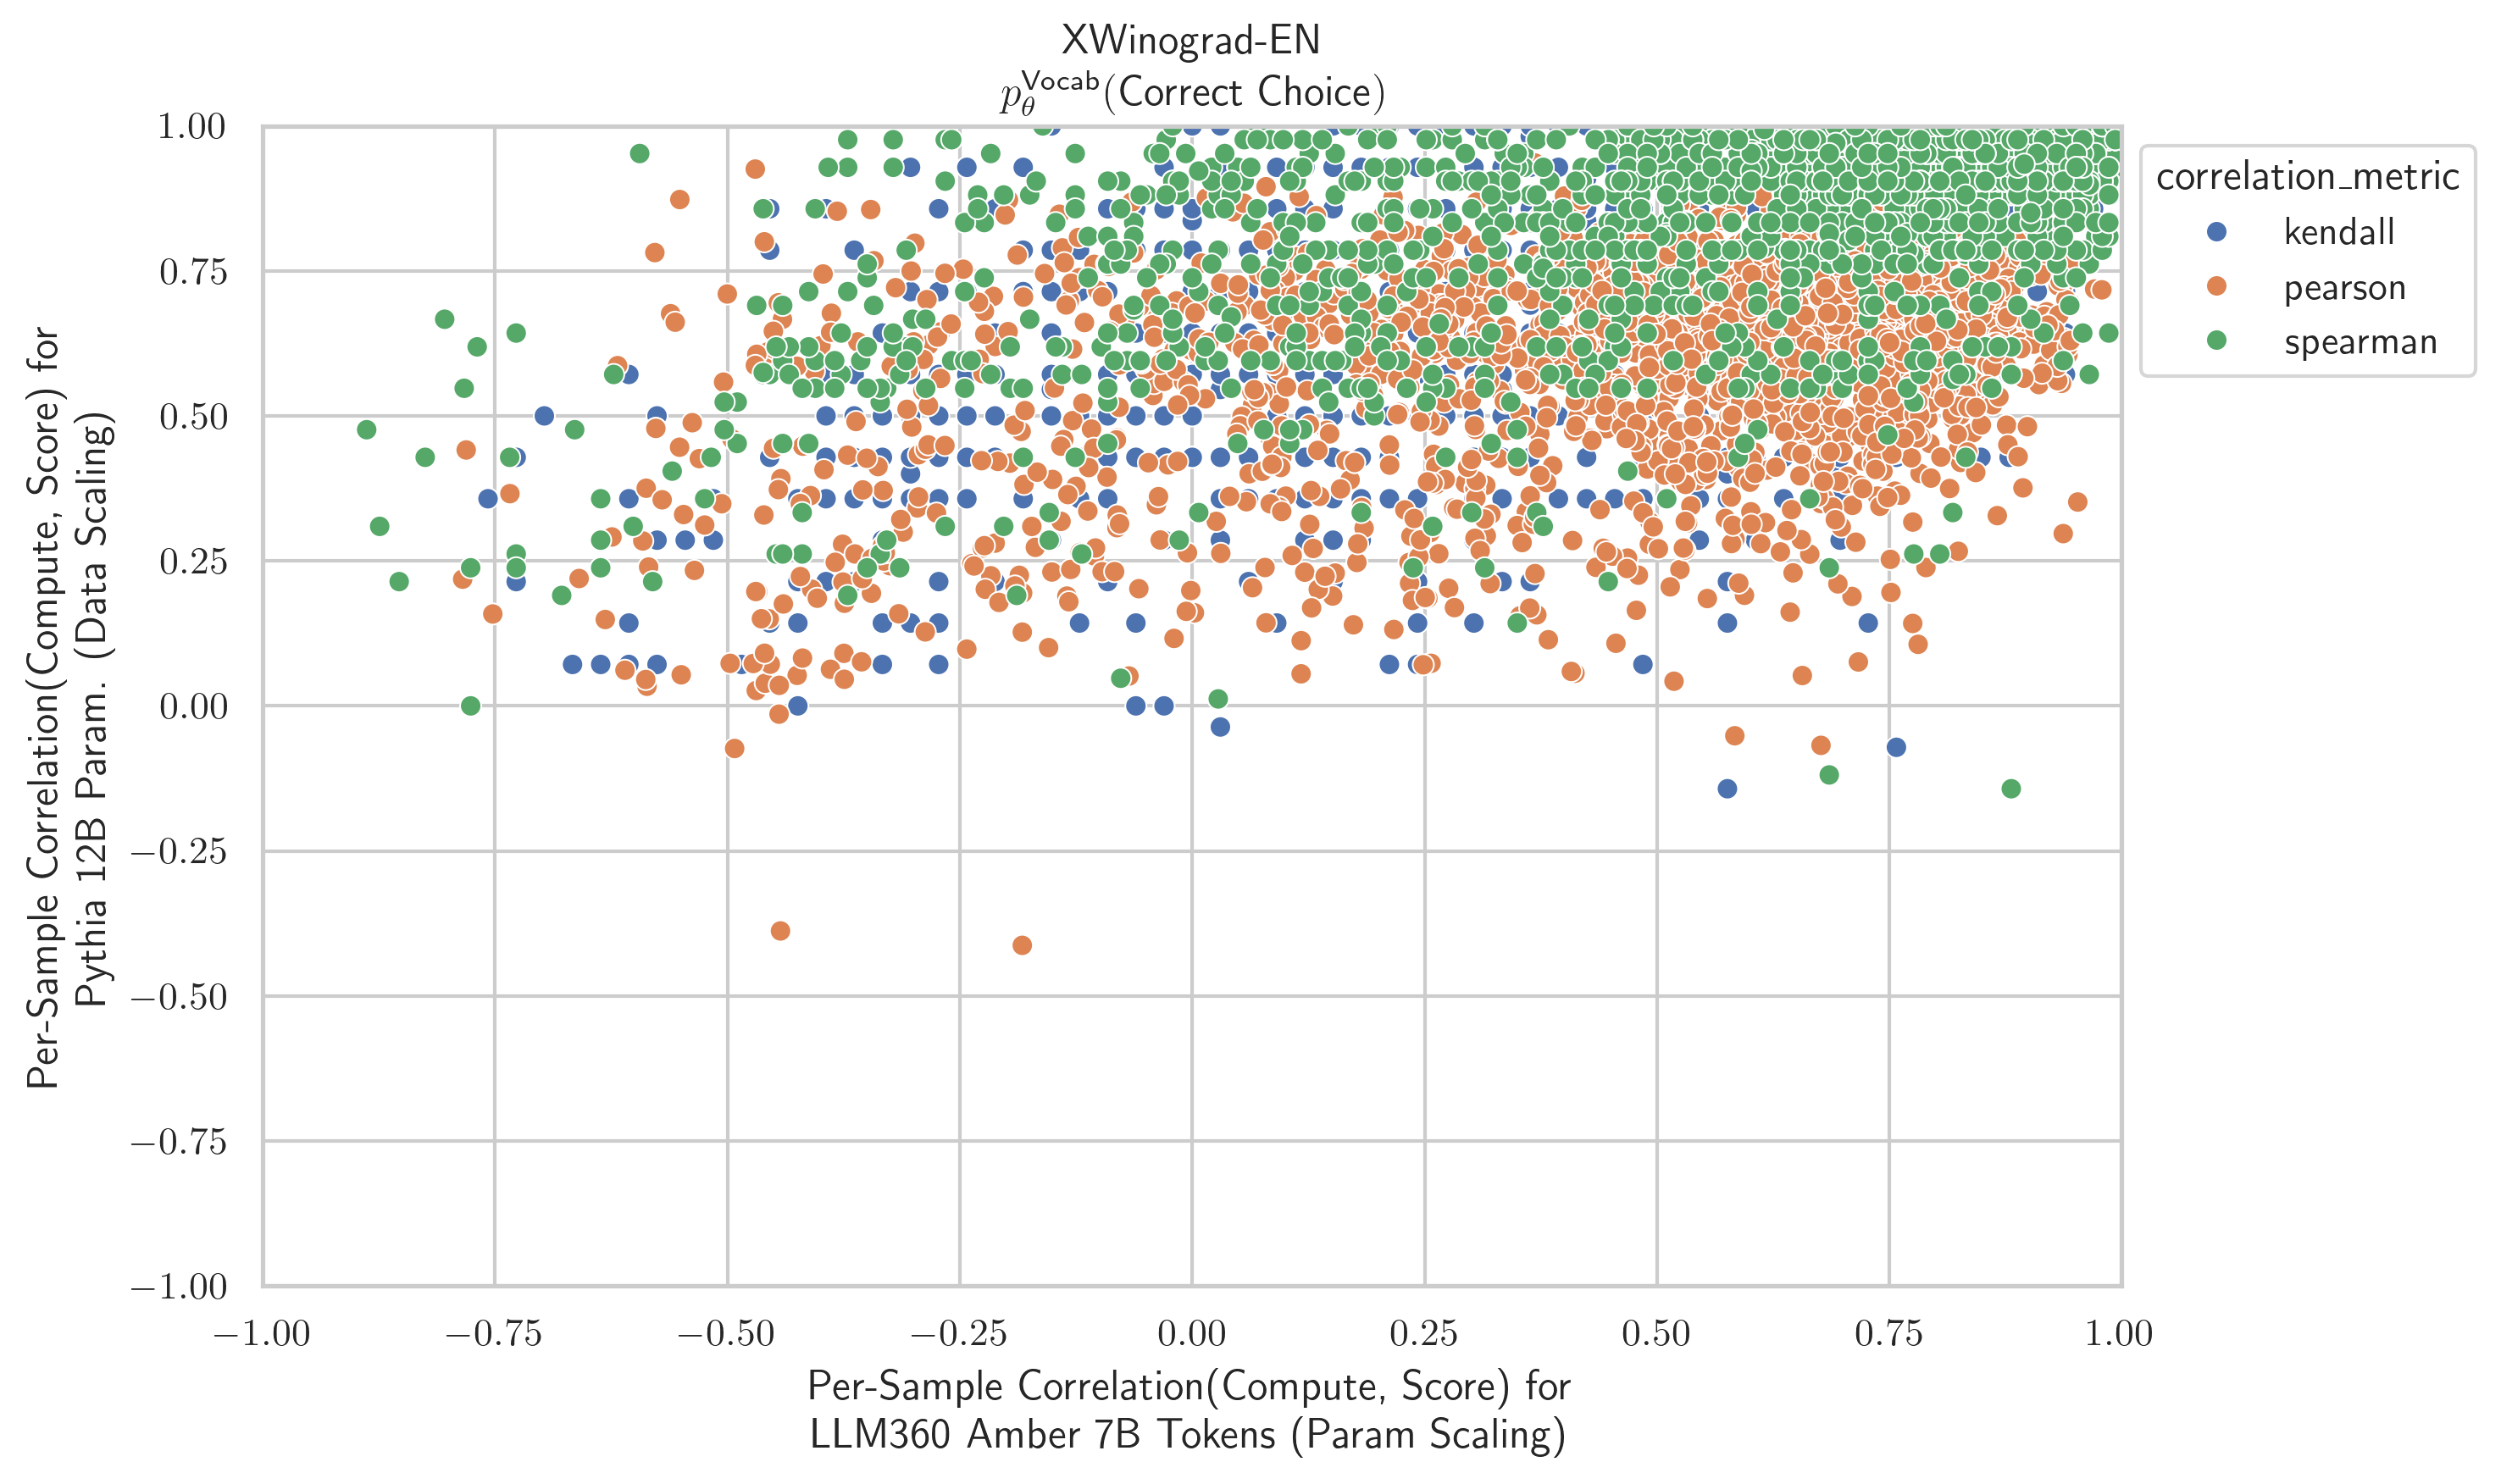 XWinograd-EN
p_θ^Vocab(Correct Choice)
Per-Sample Correlation(Compute, Score) for
Pythia 12B Param. (Data Scaling)
1.00
0.75
0.50
0.25
0.00
−0.25
−0.50
−0.75
−1.00
−1.00 −0.75 −0.50 −0.25 0.00 0.25 0.50 0.75 1.00
Per-Sample Correlation(Compute, Score) for
LLM360 Amber 7B Tokens (Param Scaling)
correlation_metric
kendall
pearson
spearman